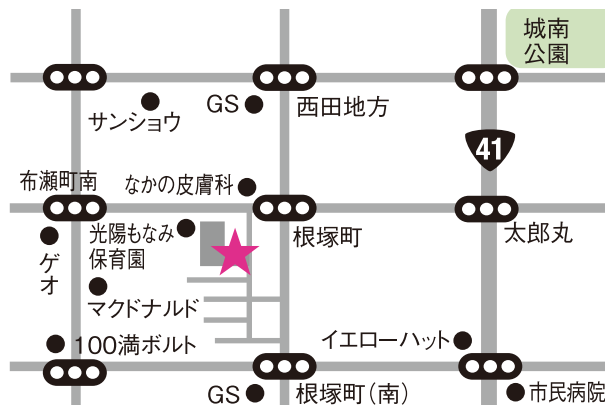 城南
公園
サンショウ
GS
西田地方
41
布瀬町南
なかの皮膚科
光陽もなみ
保育園
根塚町
太郎丸
ゲオ
マクドナルド
100満ボルト
イエローハット
GS
根塚町(南)
市民病院